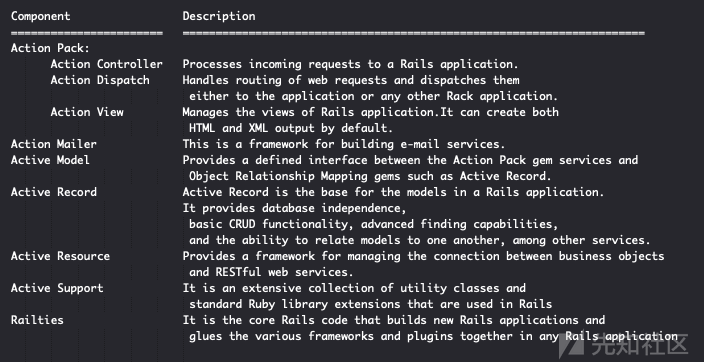 Component Description
======================= ======================================================================
Action Pack:
Action Controller Processes incoming requests to a Rails application.
Action Dispatch Handles routing of web requests and dispatches them
either to the application or any other Rack application.
Action View Manages the views of Rails application.It can create both
HTML and XML output by default.
Action Mailer This is a framework for building e-mail services.
Active Model Provides a defined interface between the Action Pack gem services and
Object Relationship Mapping gems such as Active Record.
Active Record Active Record is the base for the models in a Rails application.
It provides database independence,
basic CRUD functionality, advanced finding capabilities,
and the ability to relate models to one another, among other services.
Active Resource Provides a framework for managing the connection between business objects
and RESTful web services.
Active Support It is an extensive collection of utility classes and
standard Ruby library extensions that are used in Rails
Railties It is the core Rails code that builds new Rails applications and
glues the various frameworks and plugins together in any Rails application
先知社区